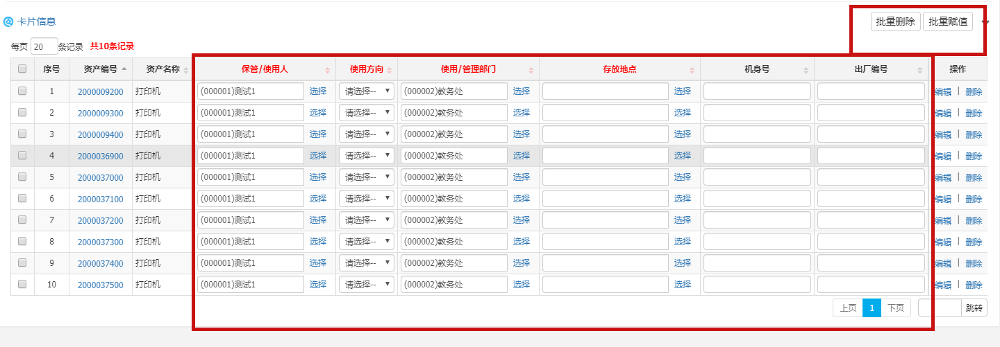 卡片信息 批量删除 批量赋值
每页 20 条记录 共10条记录
序号 资产编号 资产名称 保管/使用人 使用方向 使用/管理部门 存放地点 机身号 出厂编号 操作
1 2000009200 打印机 (000001)测试1 选择 请选择-- (000002)教务处 选择 选择 编辑 | 删除
2 2000009300 打印机 (000001)测试1 选择 请选择-- (000002)教务处 选择 选择 编辑 | 删除
3 2000009400 打印机 (000001)测试1 选择 请选择-- (000002)教务处 选择 选择 编辑 | 删除
4 2000036900 打印机 (000001)测试1 选择 请选择-- (000002)教务处 选择 选择 编辑 | 删除
5 2000037000 打印机 (000001)测试1 选择 请选择-- (000002)教务处 选择 选择 编辑 | 删除
6 2000037100 打印机 (000001)测试1 选择 请选择-- (000002)教务处 选择 选择 编辑 | 删除
7 2000037200 打印机 (000001)测试1 选择 请选择-- (000002)教务处 选择 选择 编辑 | 删除
8 2000037300 打印机 (000001)测试1 选择 请选择-- (000002)教务处 选择 选择 编辑 | 删除
9 2000037400 打印机 (000001)测试1 选择 请选择-- (000002)教务处 选择 选择 编辑 | 删除
10 2000037500 打印机 (000001)测试1 选择 请选择-- (000002)教务处 选择 选择 编辑 | 删除
上页 1 下页 跳转